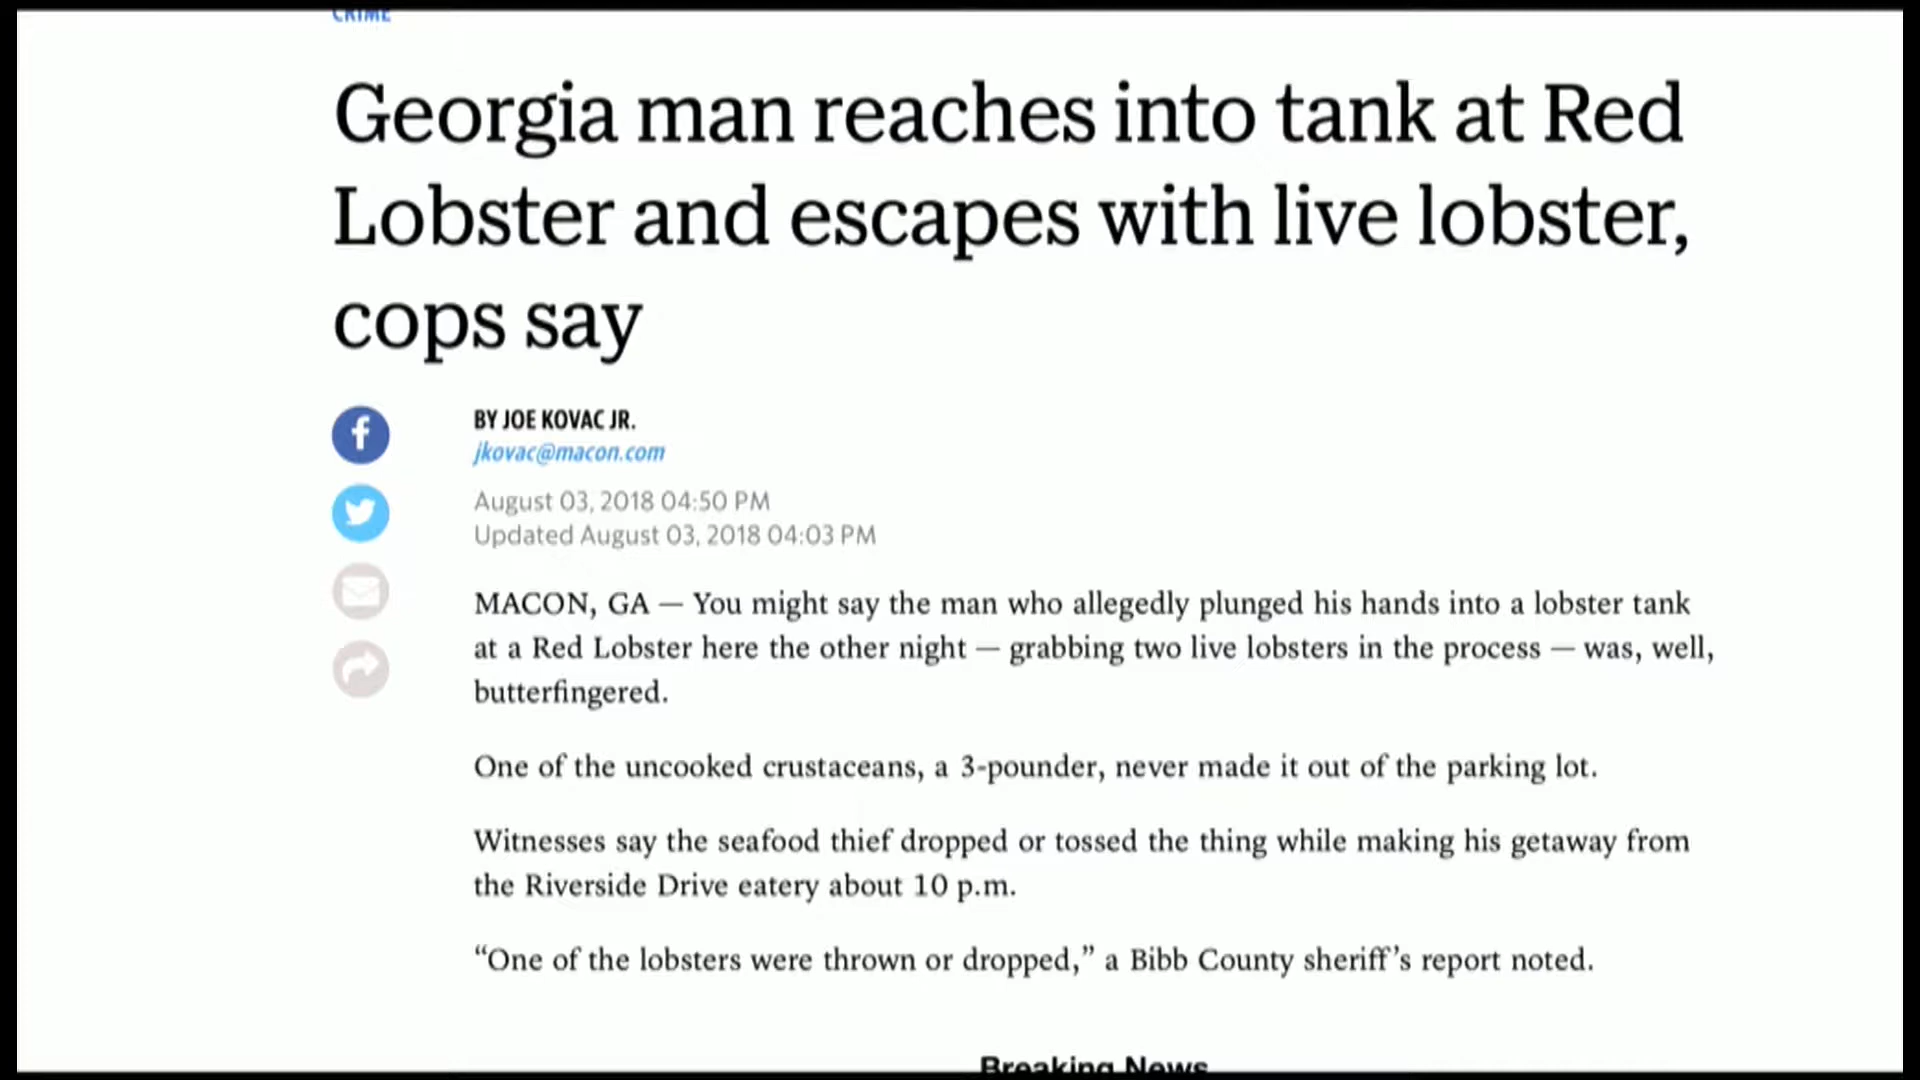 CRIME
Georgia man reaches into tank at Red
Lobster and escapes with live lobster,
cops say
BY JOE KOVAC JR.
jkovac@macon.com
August 03, 2018 04:50 PM
Updated August 03, 2018 04:03 PM
MACON, GA — You might say the man who allegedly plunged his hands into a lobster tank
at a Red Lobster here the other night — grabbing two live lobsters in the process — was, well,
butterfingered.
One of the uncooked crustaceans, a 3-pounder, never made it out of the parking lot.
Witnesses say the seafood thief dropped or tossed the thing while making his getaway from
the Riverside Drive eatery about 10 p.m.
“One of the lobsters were thrown or dropped,” a Bibb County sheriff’s report noted.
Breaking News